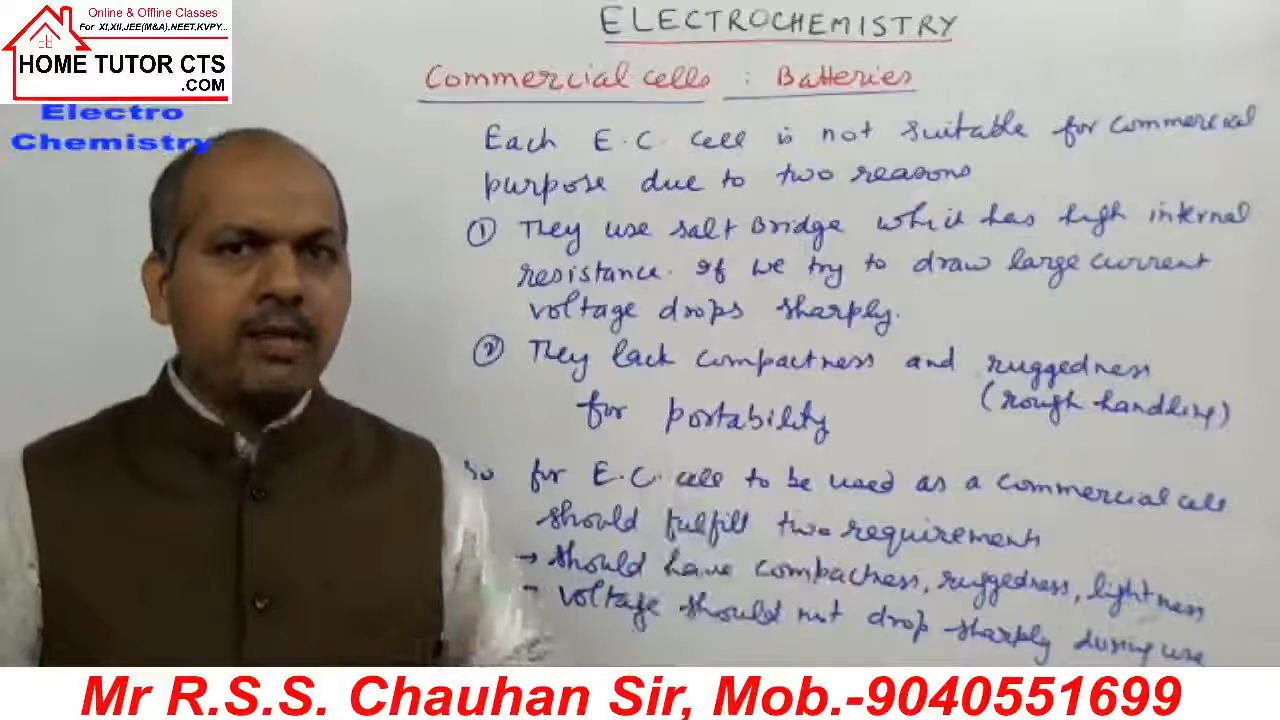 Online & Offline Classes
For XI,XII,JEE(M&A),NEET,KVPY...
HOME TUTOR CTS
.COM
Electro
Chemistry
ELECTROCHEMISTRY
Commercial cells : Batteries
Each E.C. cell is not suitable for commercial
purpose due to two reasons
① They use salt Bridge which has high internal
resistance. If we try to draw large current
voltage drops sharply.
② They lack compactness and ruggedness
(rough handling)
for portability
So for E.C. cell to be used as a commercial cell
should fulfill two requirements
→ should have compactness, ruggedness, lightness
- voltage should not drop sharply during use
Mr R.S.S. Chauhan Sir, Mob.-9040551699